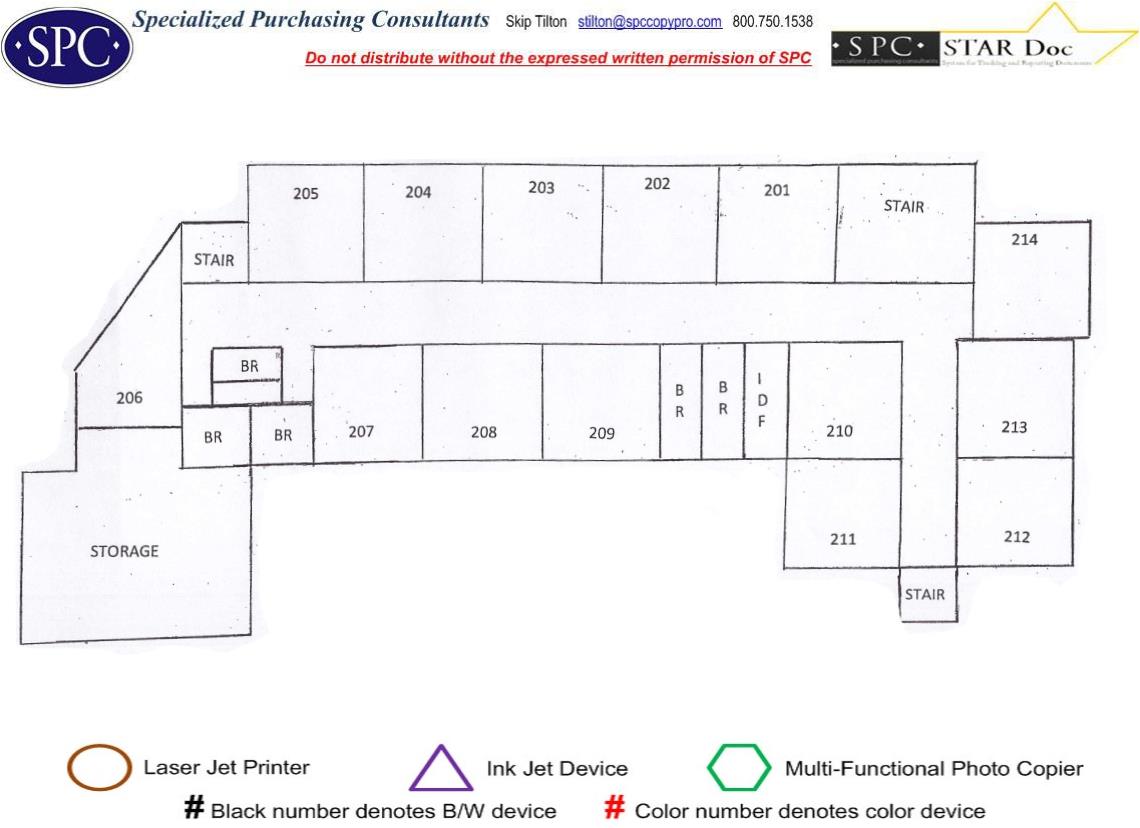 SPC
Specialized Purchasing Consultants Skip Tilton stilton@spccopypro.com 800.750.1538
Do not distribute without the expressed written permission of SPC
· S P C · STAR Doc
specialized purchasing consultants System for Tracking and Reporting Documents
205 204 203 202 201 STAIR
214
STAIR
BR
206
BR BR 207 208 209 BR BR IDF 210 213
STORAGE 211 212
STAIR
Laser Jet Printer Ink Jet Device Multi-Functional Photo Copier
# Black number denotes B/W device # Color number denotes color device